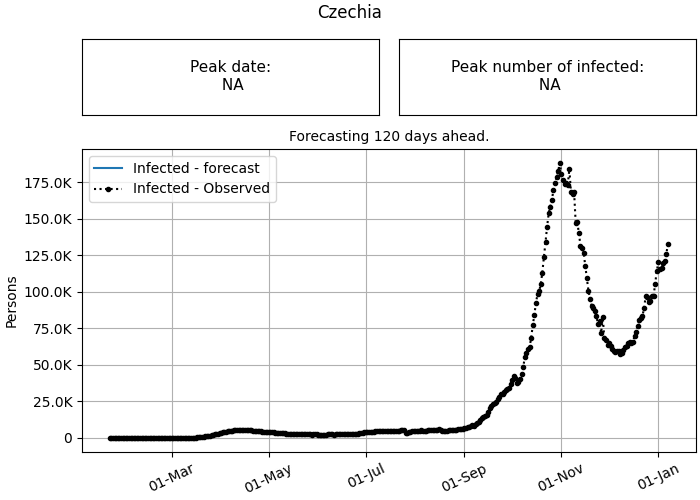 Czechia
Peak date:
NA
Peak number of infected:
NA
Forecasting 120 days ahead.
Infected - forecast
Infected - Observed
175.0K
150.0K
125.0K
100.0K
75.0K
50.0K
25.0K
0
Persons
01-Mar
01-May
01-Jul
01-Sep
01-Nov
01-Jan